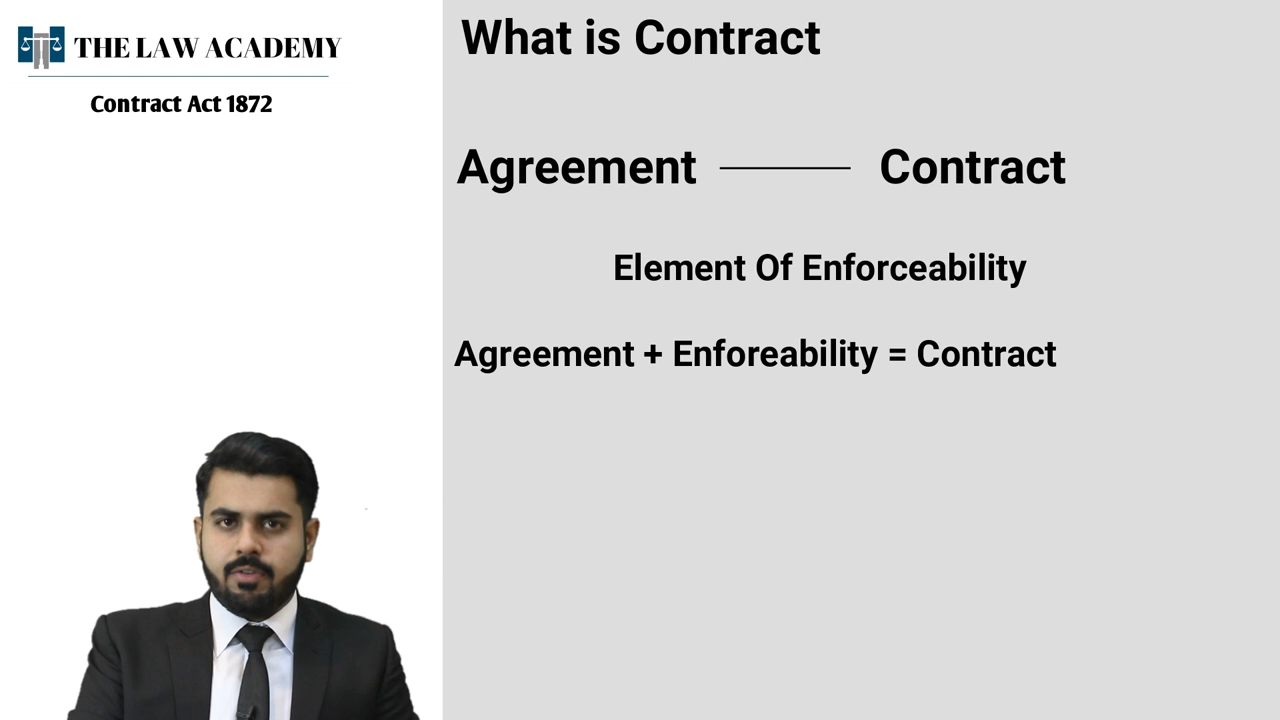 THE LAW ACADEMY
Contract Act 1872
What is Contract
Agreement Contract
Element Of Enforceability
Agreement + Enforeability = Contract